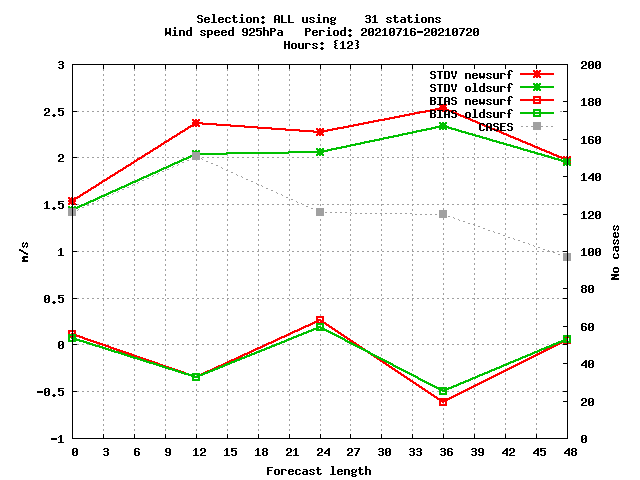 Selection: ALL using    31 stations
Wind speed 925hPa   Period: 20210716-20210720
Hours: {12}
STDV newsurf
STDV oldsurf
BIAS newsurf
BIAS oldsurf
CASES
3
2.5
2
1.5
1
0.5
0
-0.5
-1
m/s
200
180
160
140
120
100
80
60
40
20
0
No cases
0 3 6 9 12 15 18 21 24 27 30 33 36 39 42 45 48
Forecast length